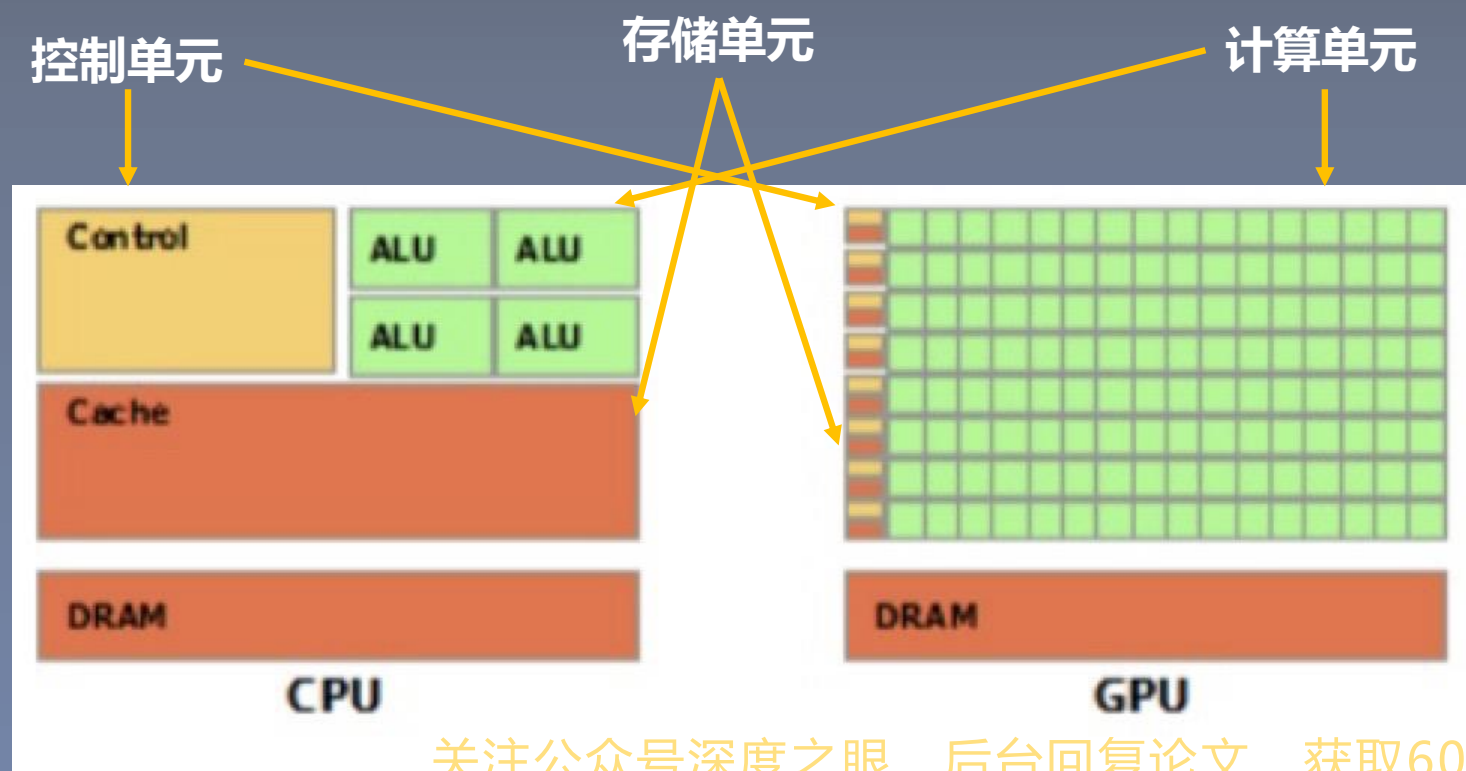 控制单元
存储单元
计算单元
Control
ALU
ALU
ALU
ALU
Cache
DRAM
CPU
DRAM
GPU
关注公众号深度之眼 后台回复论文 获取60